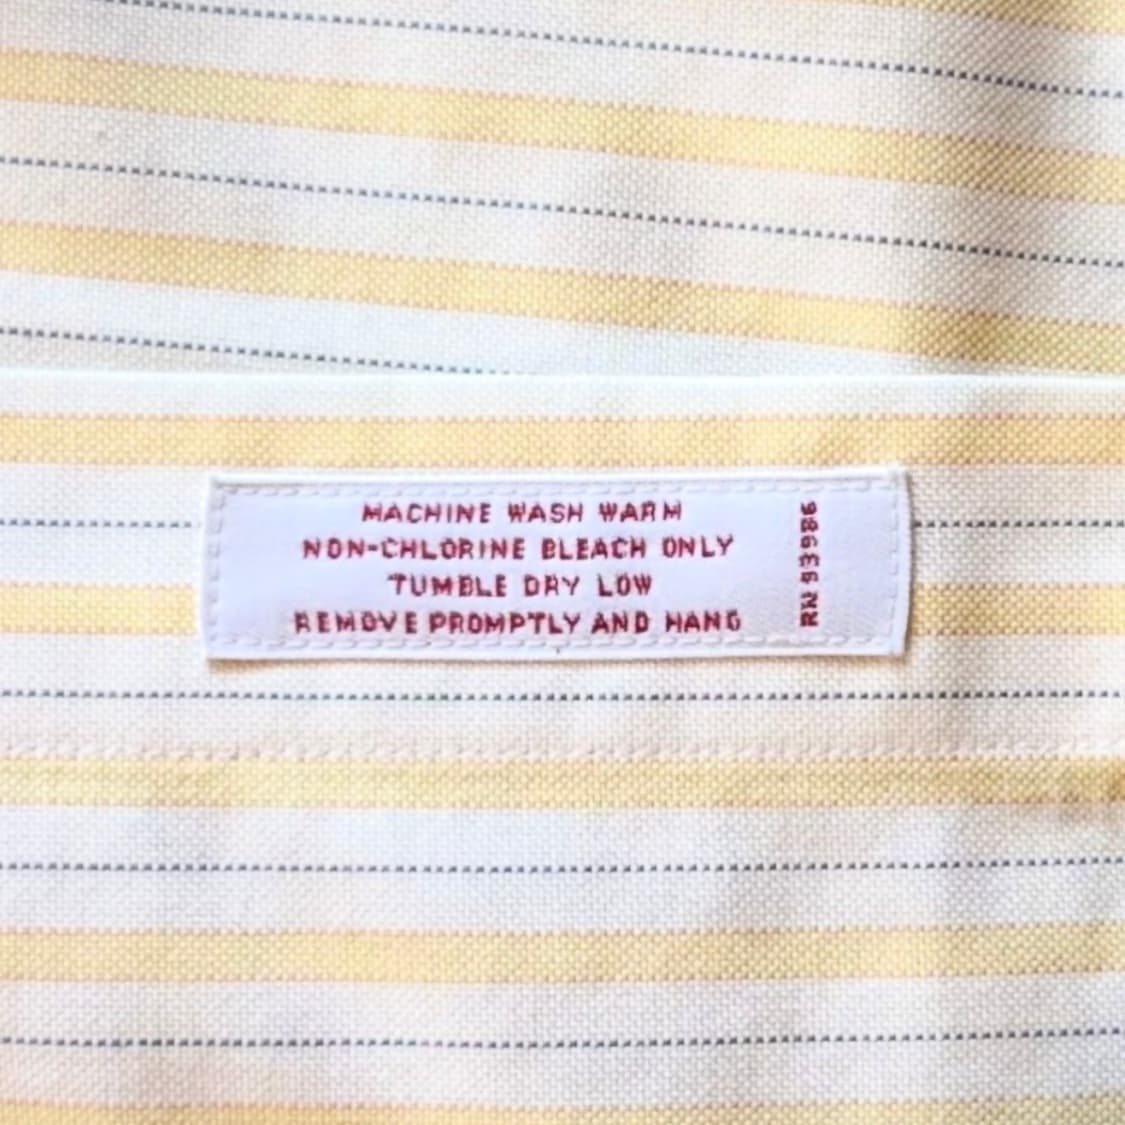 MACHINE WASH WARM
NON-CHLORINE BLEACH ONLY
TUMBLE DRY LOW
REMOVE PROMPTLY AND HANG
RN 93986